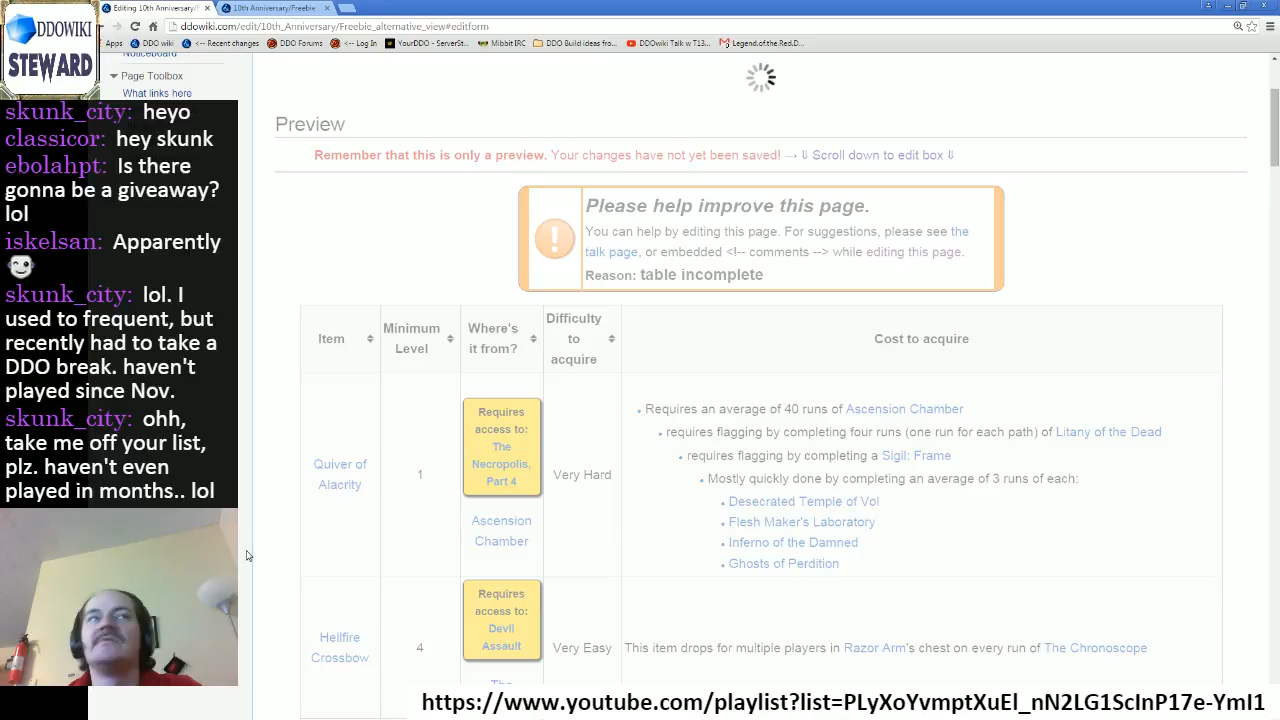 DDOWIKI
STEWARD
Editing 10th Anniversary/F
10th Anniversary/Freebie
ddowiki.com/edit/10th_Anniversary/Freebie_alternative_view#editform
Apps
DDO wiki
<-- Recent changes
DDO Forums
<-- Log in
YourDDO - ServerSt...
Mibbit IRC
DDO Build ideas from...
DDOwiki Talk w T13...
Legend.of.the.Red.D...
Noticeboard
Page Toolbox
What links here
skunk_city: heyo
classicor: hey skunk
ebolahpt: Is there
gonna be a giveaway?
lol
iskelsan: Apparently
skunk_city: lol. I
used to frequent, but
recently had to take a
DDO break. haven't
played since Nov.
skunk_city: ohh,
take me off your list,
plz. haven't even
played in months.. lol
Preview
Remember that this is only a preview. Your changes have not yet been saved! → ⇓ Scroll down to edit box ⇓
Please help improve this page.
You can help by editing this page. For suggestions, please see the
talk page, or embedded <!-- comments --> while editing this page.
Reason: table incomplete
Item
Minimum
Level
Where's
it from?
Difficulty
to
acquire
Cost to acquire
Quiver of
Alacrity
1
Requires
access to:
The
Necropolis,
Part 4
Ascension
Chamber
Very Hard
Requires an average of 40 runs of Ascension Chamber
requires flagging by completing four runs (one run for each path) of Litany of the Dead
requires flagging by completing a Sigil: Frame
Mostly quickly done by completing an average of 3 runs of each:
Desecrated Temple of Vol
Flesh Maker's Laboratory
Inferno of the Damned
Ghosts of Perdition
Hellfire
Crossbow
4
Requires
access to:
Devil
Assault
The
Very Easy
This item drops for multiple players in Razor Arm's chest on every run of The Chronoscope
https://www.youtube.com/playlist?list=PLyXoYvmptXuEl_nN2LG1ScInP17e-YmI1